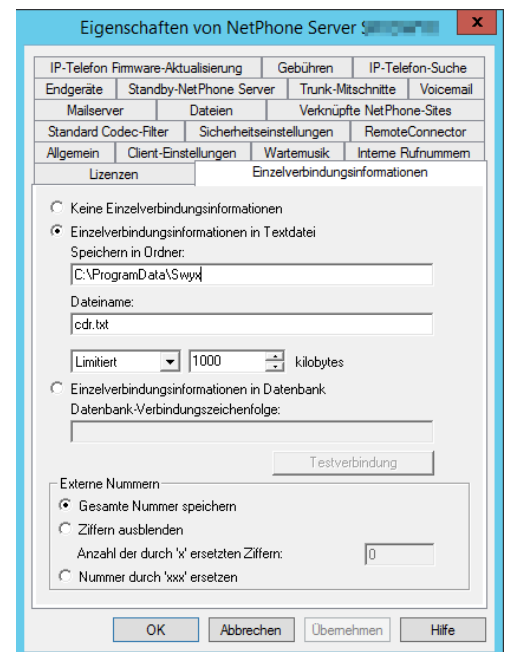 Eigenschaften von NetPhone Server
x
IP-Telefon Firmware-Aktualisierung Gebühren IP-Telefon-Suche
Endgeräte Standby-NetPhone Server Trunk-Mitschnitte Voicemail
Mailserver Dateien Verknüpfte NetPhone-Sites
Standard Codec-Filter Sicherheitseinstellungen RemoteConnector
Allgemein Client-Einstellungen Wartemusik Interne Rufnummern
Lizenzen Einzelverbindungsinformationen
Keine Einzelverbindungsinformationen
Einzelverbindungsinformationen in Textdatei
Speichern in Ordner:
C:\ProgramData\Swyx
Dateiname:
cdr.txt
Limitiert 1000 kilobytes
Einzelverbindungsinformationen in Datenbank
Datenbank-Verbindungszeichenfolge:
Testverbindung
Externe Nummern
Gesamte Nummer speichern
Ziffern ausblenden
Anzahl der durch 'x' ersetzten Ziffern: 0
Nummer durch 'xxx' ersetzen
OK Abbrechen Übernehmen Hilfe